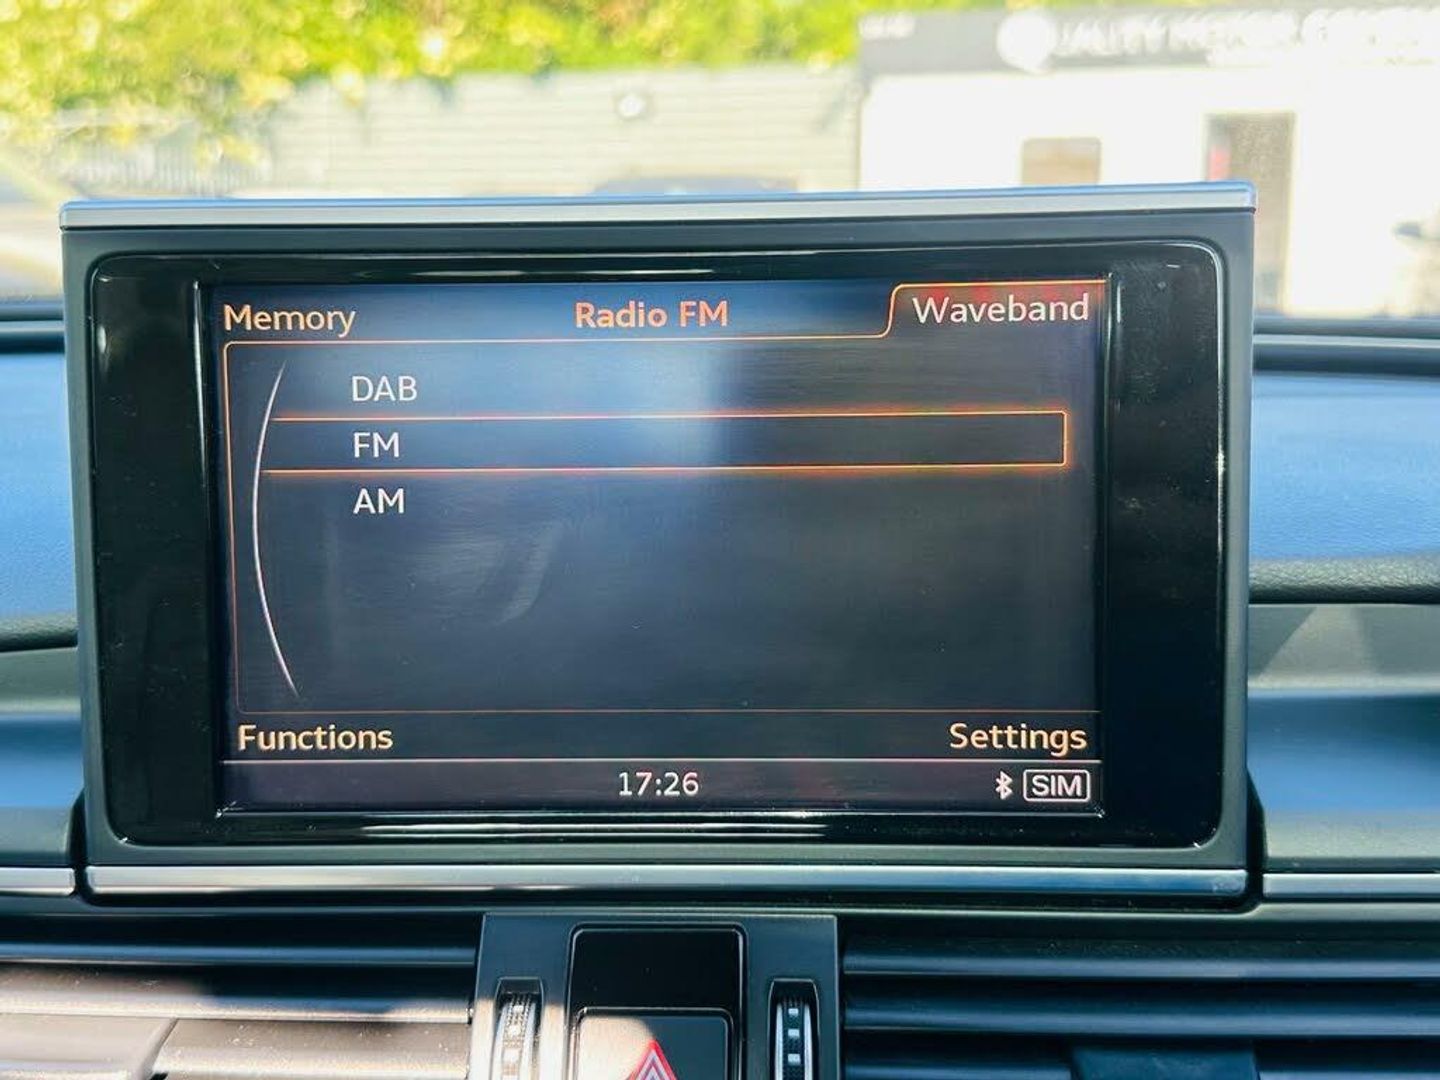 Memory Radio FM Waveband
DAB
FM
AM
Functions Settings
17:26 SIM